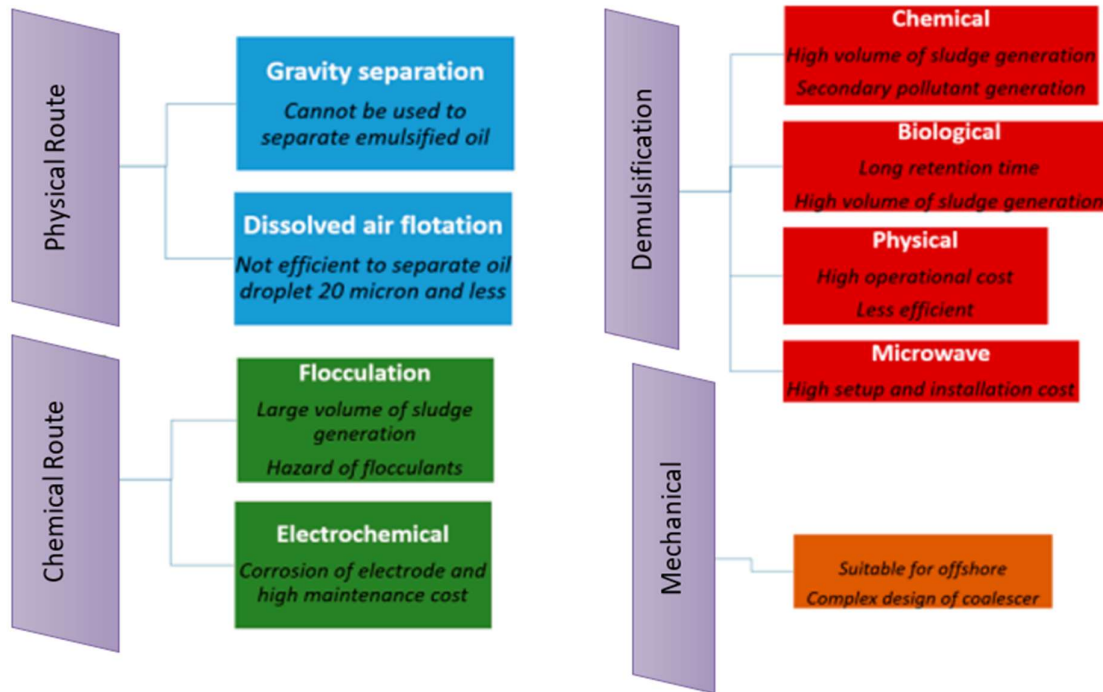 Physical Route
Gravity separation
Cannot be used to
separate emulsified oil
Dissolved air flotation
Not efficient to separate oil
droplet 20 micron and less
Chemical Route
Flocculation
Large volume of sludge
generation
Hazard of flocculants
Electrochemical
Corrosion of electrode and
high maintenance cost
Demulsification
Chemical
High volume of sludge generation
Secondary pollutant generation
Biological
Long retention time
High volume of sludge generation
Physical
High operational cost
Less efficient
Microwave
High setup and installation cost
Mechanical
Suitable for offshore
Complex design of coalescer